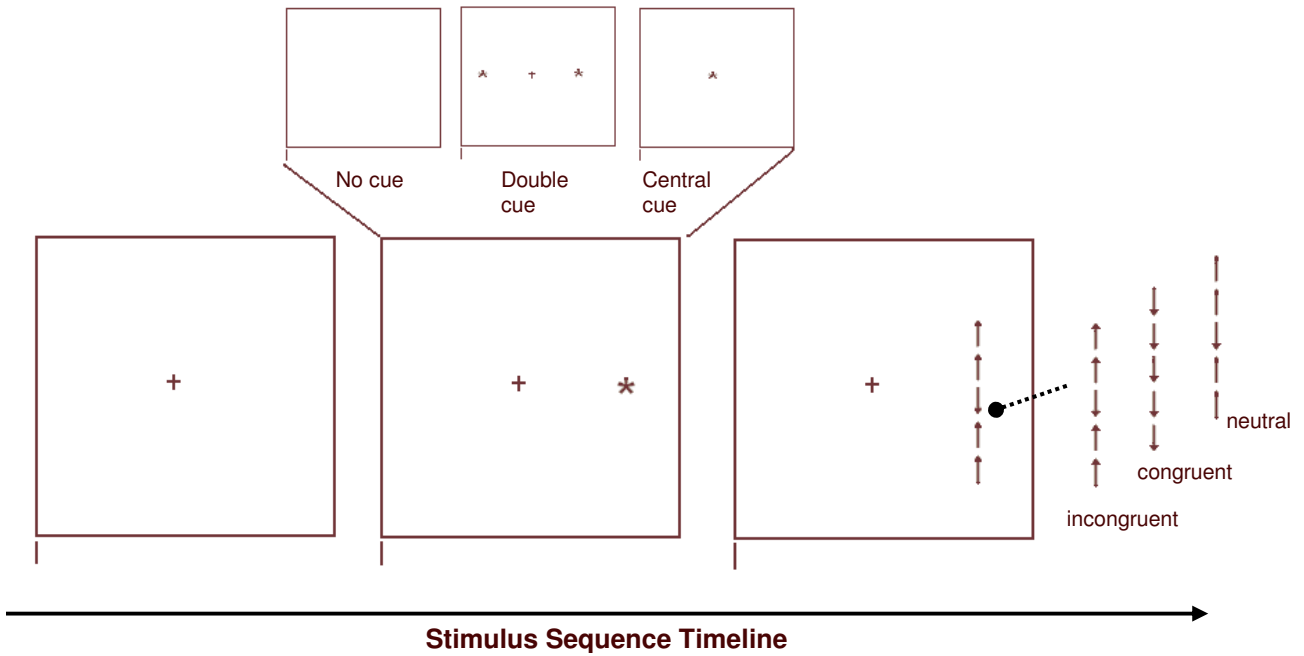 No cue
Double
cue
Central
cue
neutral
congruent
incongruent
Stimulus Sequence Timeline